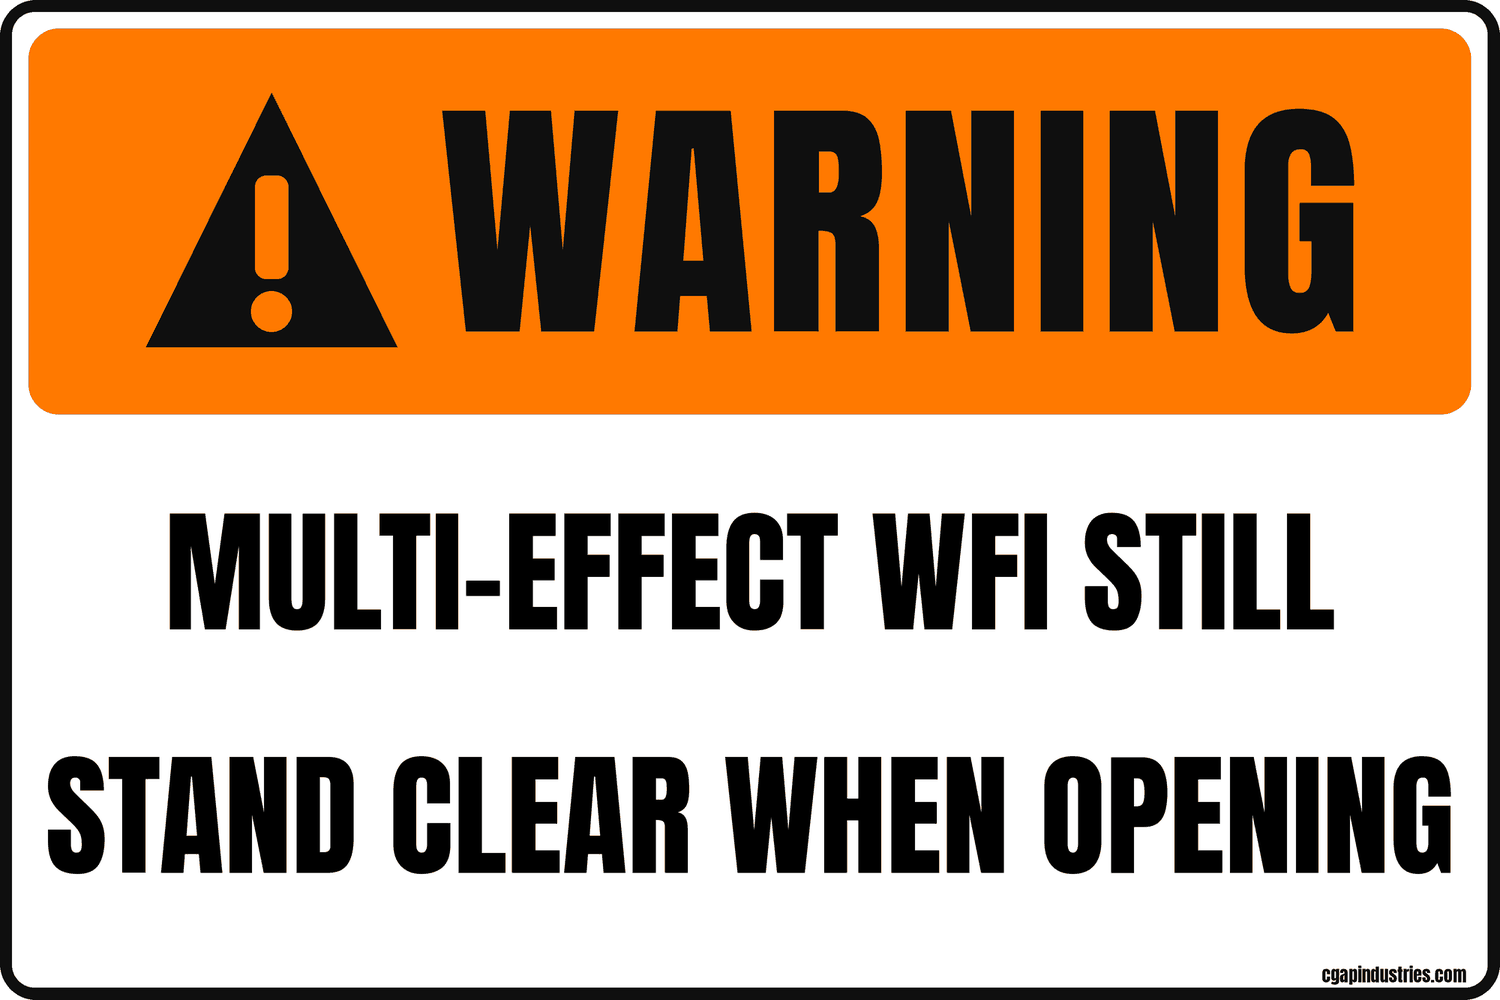 WARNING
MULTI-EFFECT WFI STILL
STAND CLEAR WHEN OPENING
cgapindustries.com